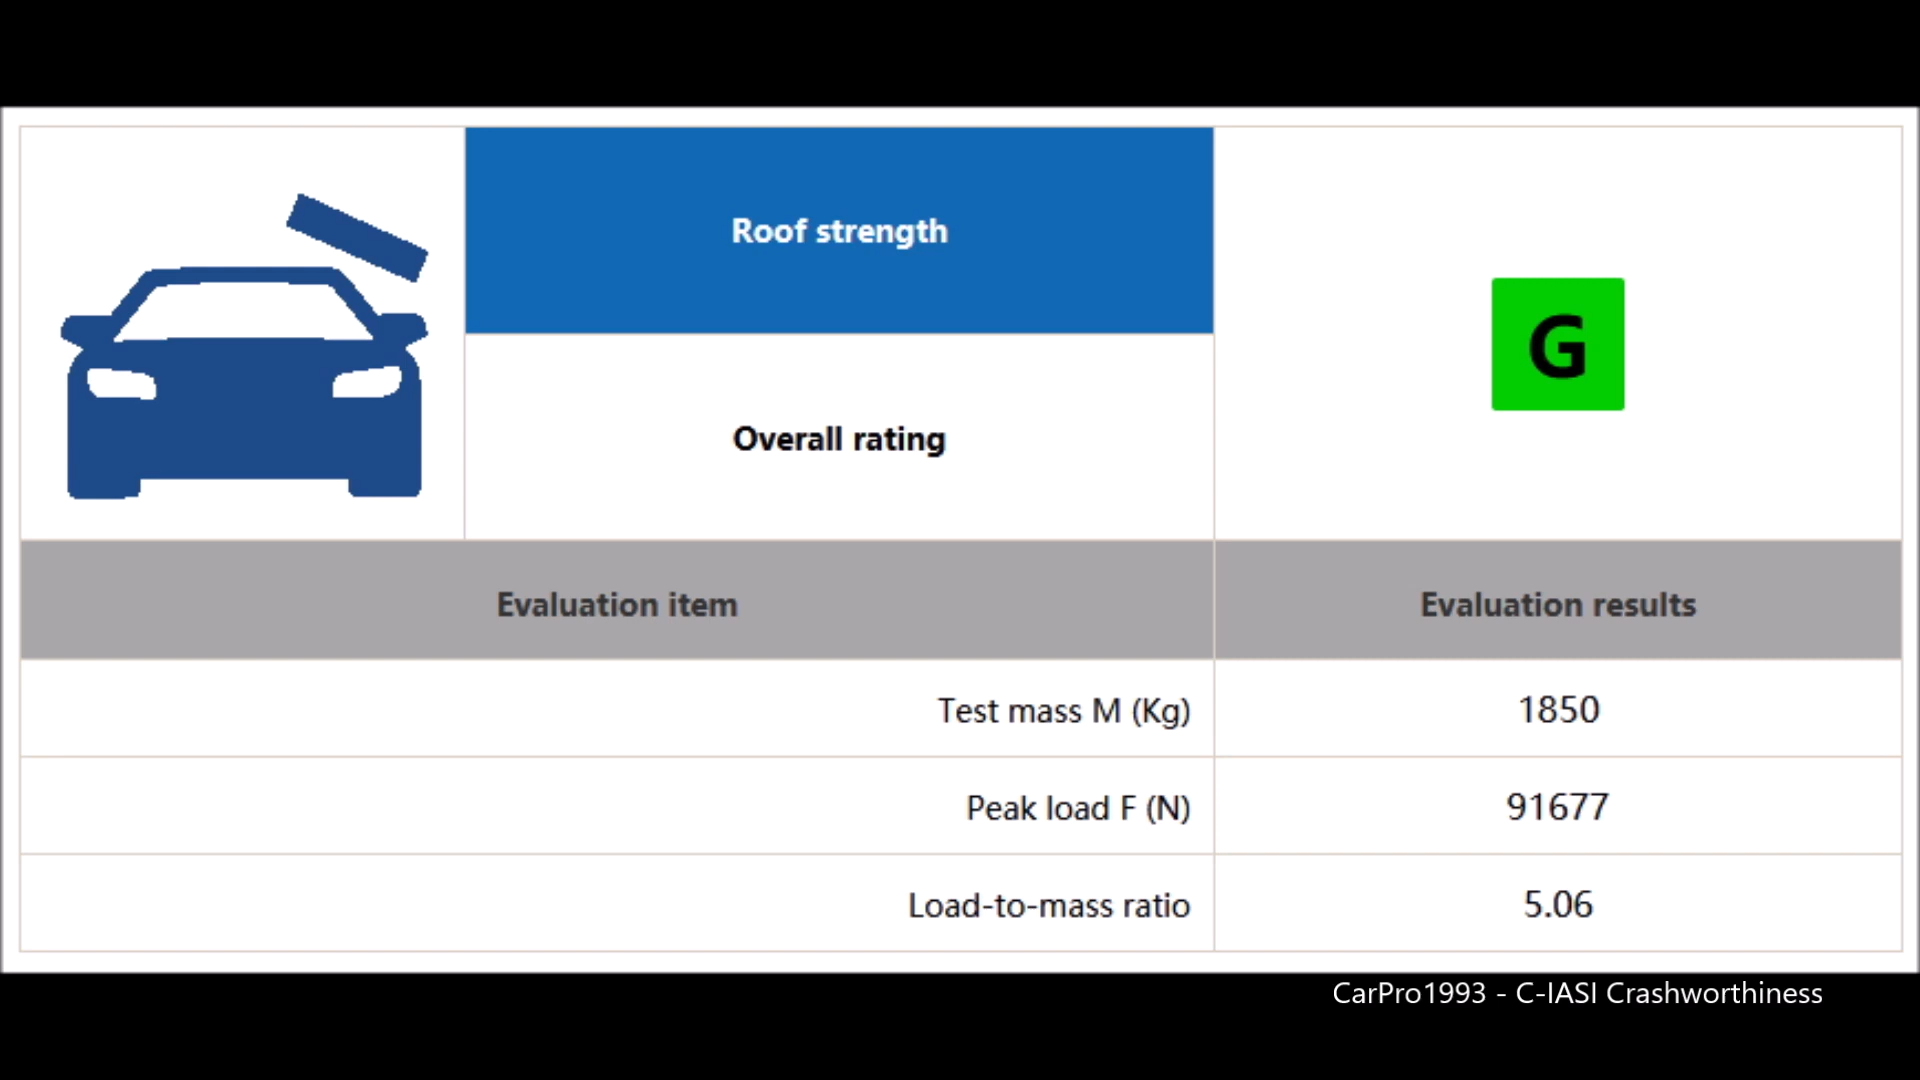 Roof strength
G
Overall rating
Evaluation item
Evaluation results
Test mass M (Kg)
1850
Peak load F (N)
91677
Load-to-mass ratio
5.06
CarPro1993 - C-IASI Crashworthiness